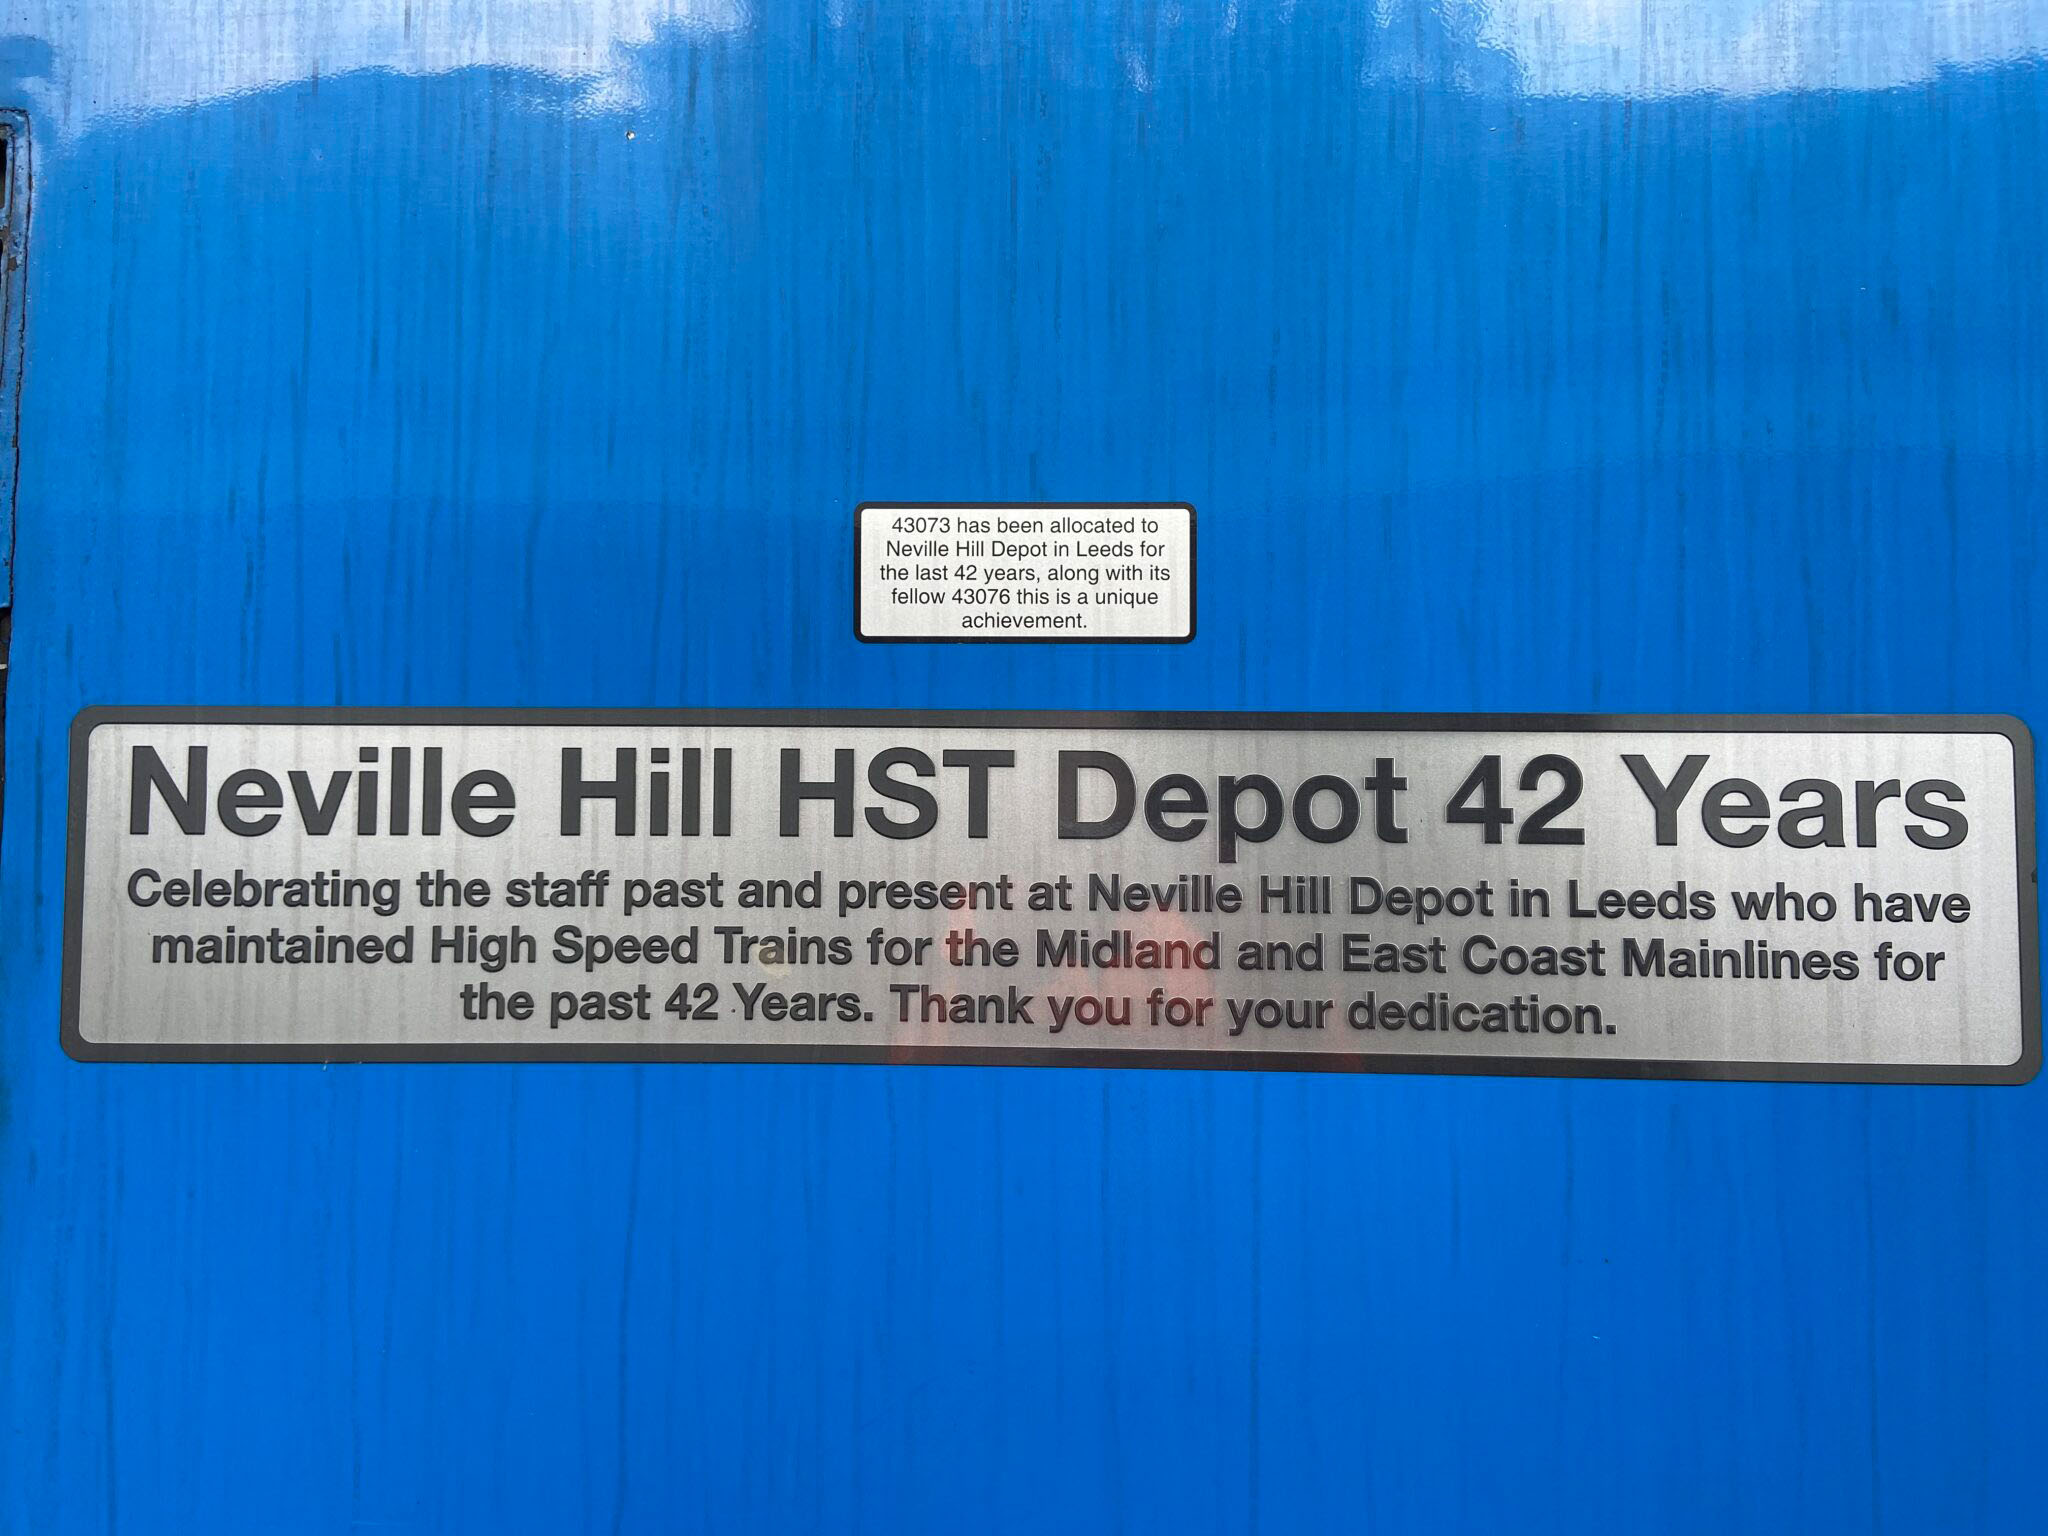 43073 has been allocated to
Neville Hill Depot in Leeds for
the last 42 years, along with its
fellow 43076 this is a unique
achievement.
Neville Hill HST Depot 42 Years
Celebrating the staff past and present at Neville Hill Depot in Leeds who have
maintained High Speed Trains for the Midland and East Coast Mainlines for
the past 42 Years. Thank you for your dedication.